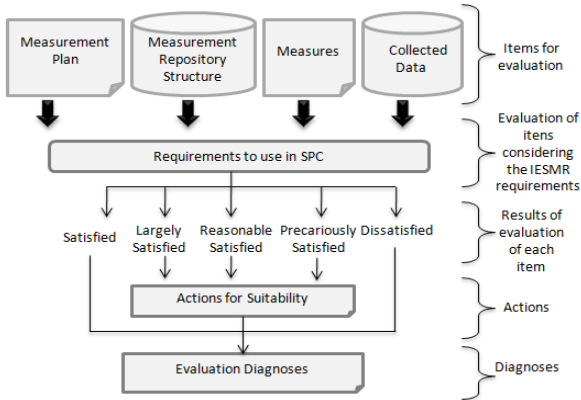 Measurement
Plan
Measurement
Repository
Structure
Measures
Collected
Data
Items for
evaluation
Evaluation of
itens
considering
the IESMR
requirements
Requirements to use in SPC
Satisfied
Largely
Satisfied
Reasonable
Satisfied
Precariously
Satisfied
Dissatisfied
Results of
evaluation
of each
item
Actions for Suitability
Actions
Evaluation Diagnoses
Diagnoses